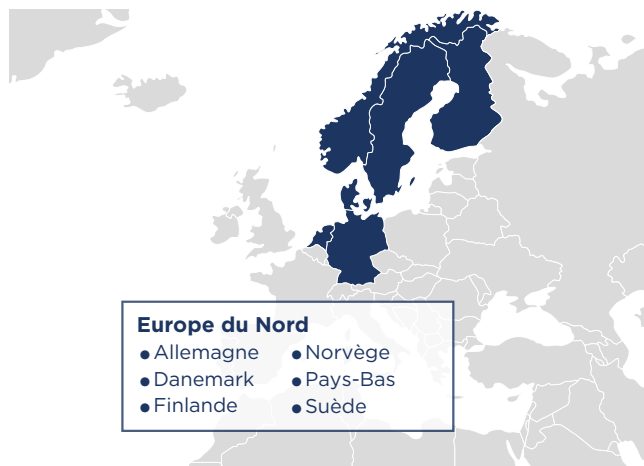 Europe du Nord
• Allemagne
• Danemark
• Finlande
• Norvège
• Pays-Bas
• Suède